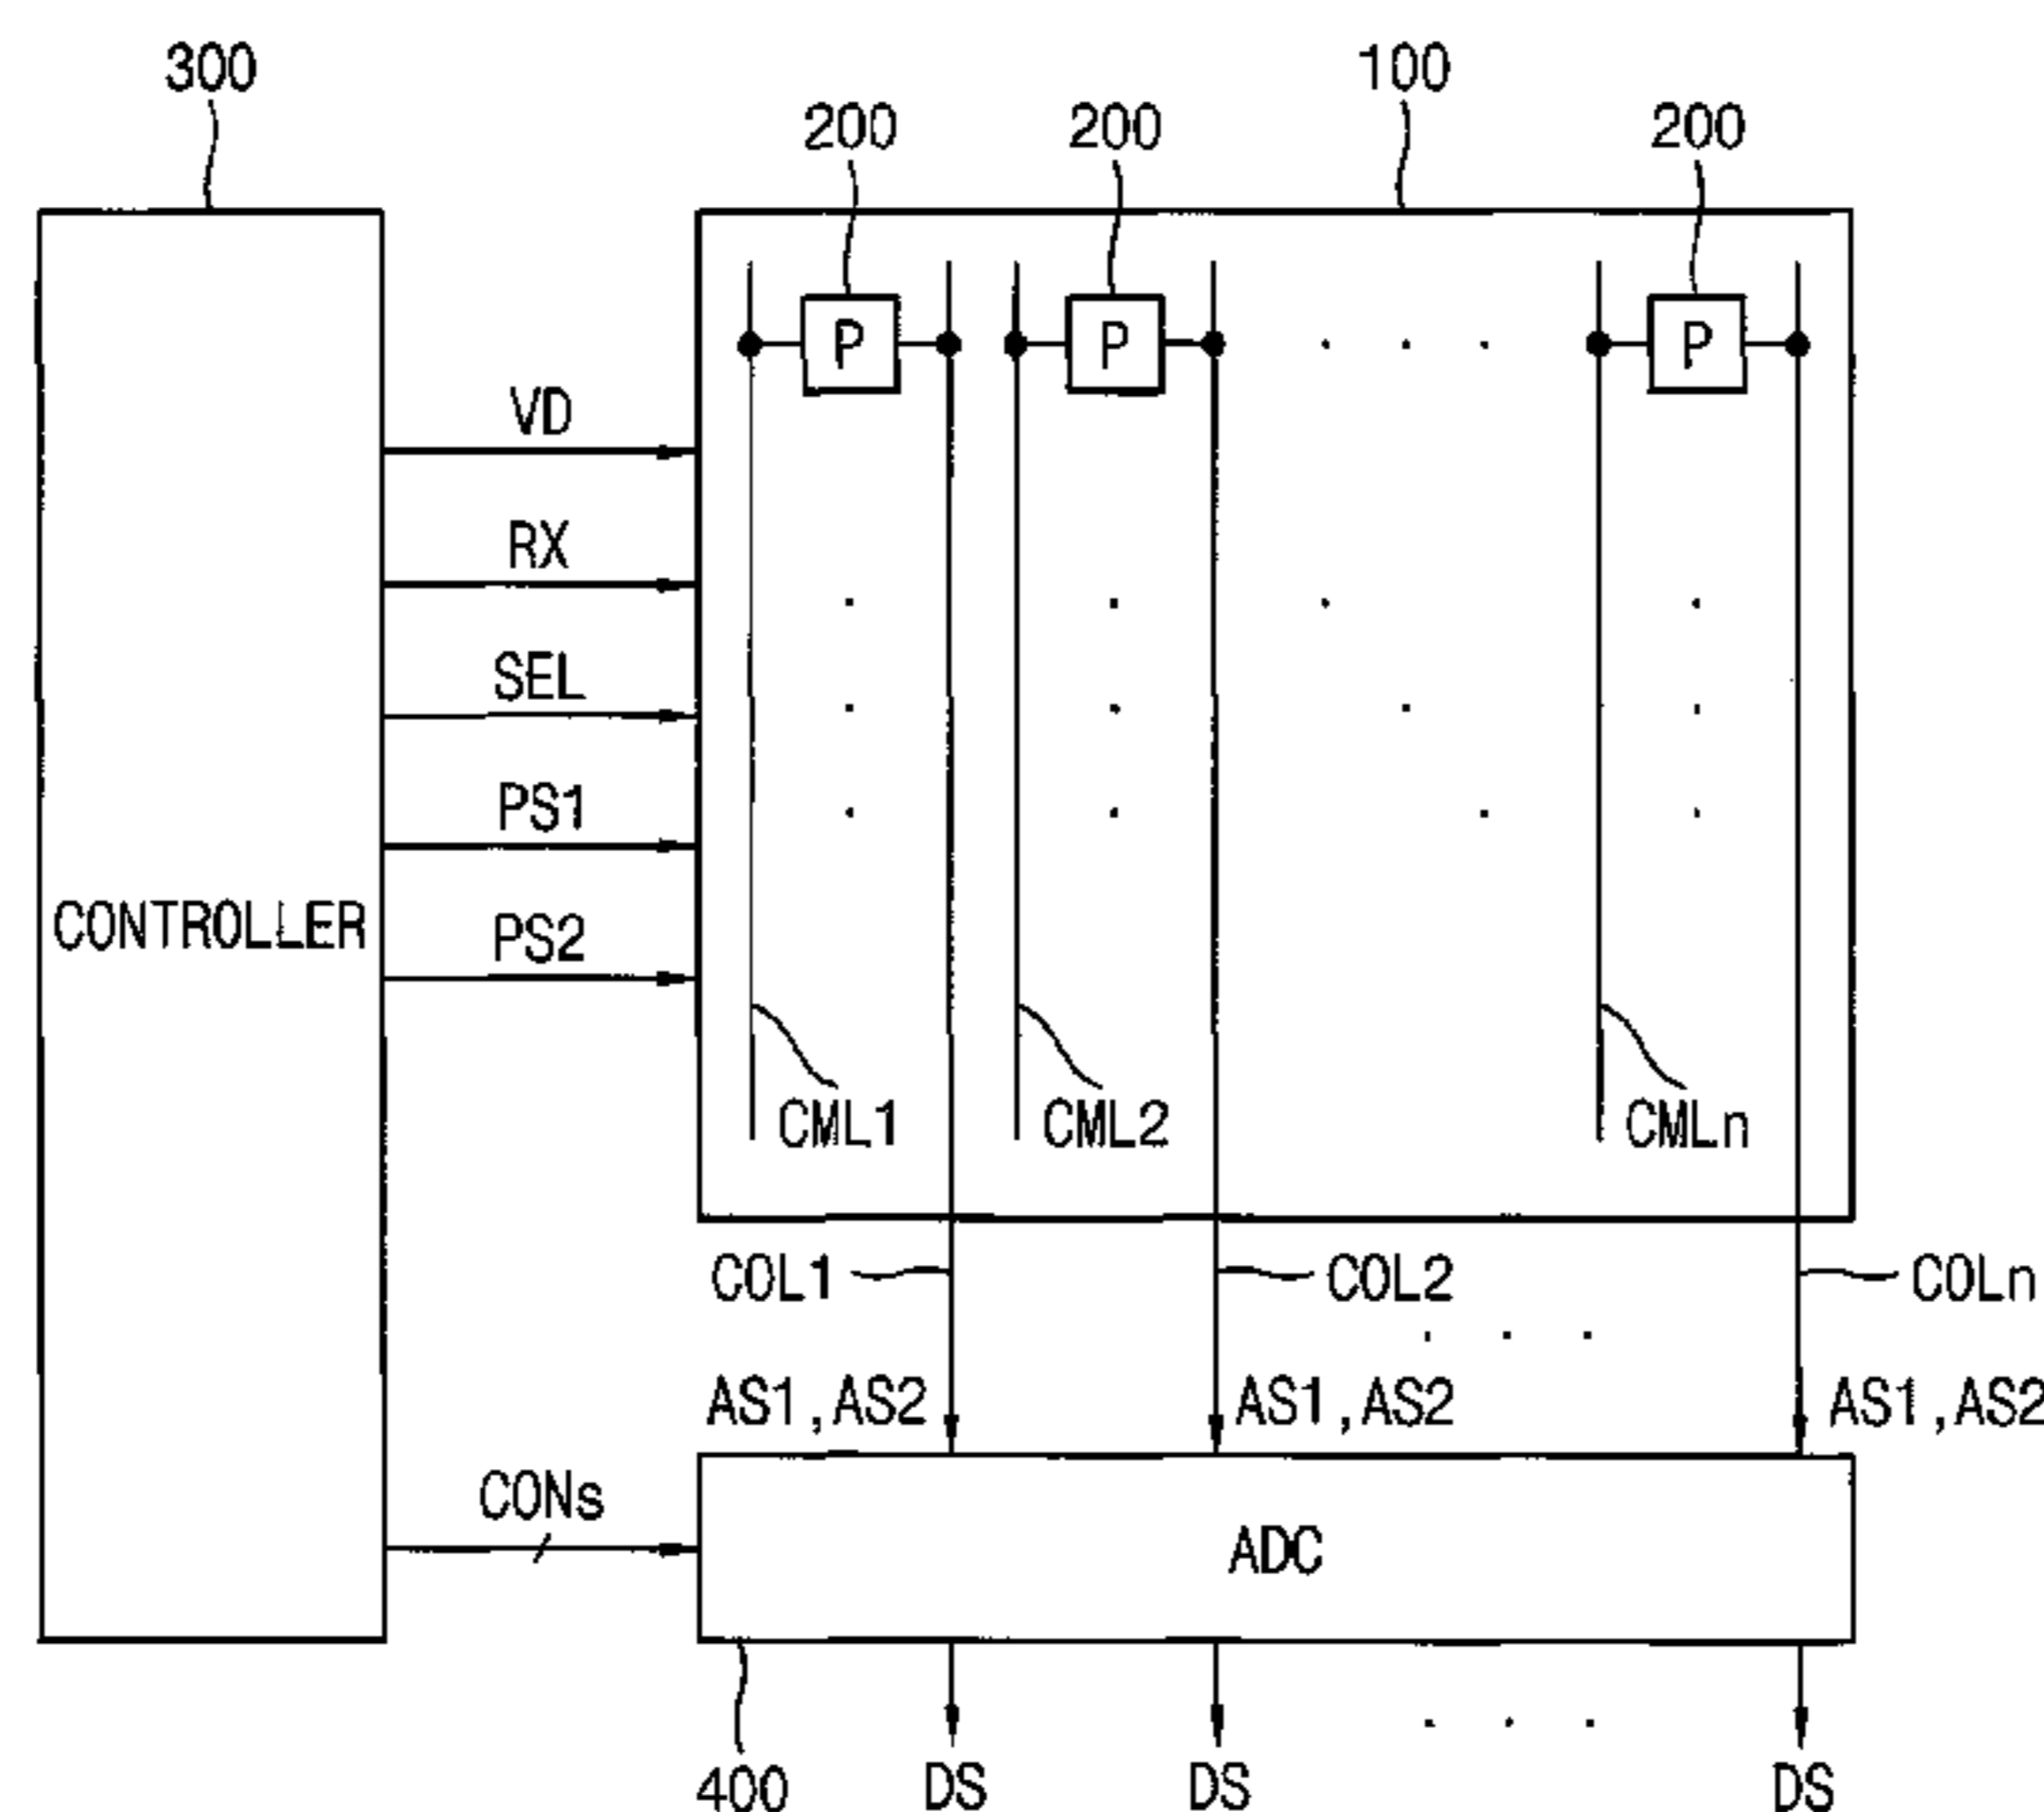 300
100
200
200
200
P
P
P
VD
RX
SEL
PS1
PS2
CONTROLLER
CML1
CML2
CMLn
COL1
COL2
COLn
AS1,AS2
AS1,AS2
AS1,AS2
CONs
ADC
400
DS
DS
DS